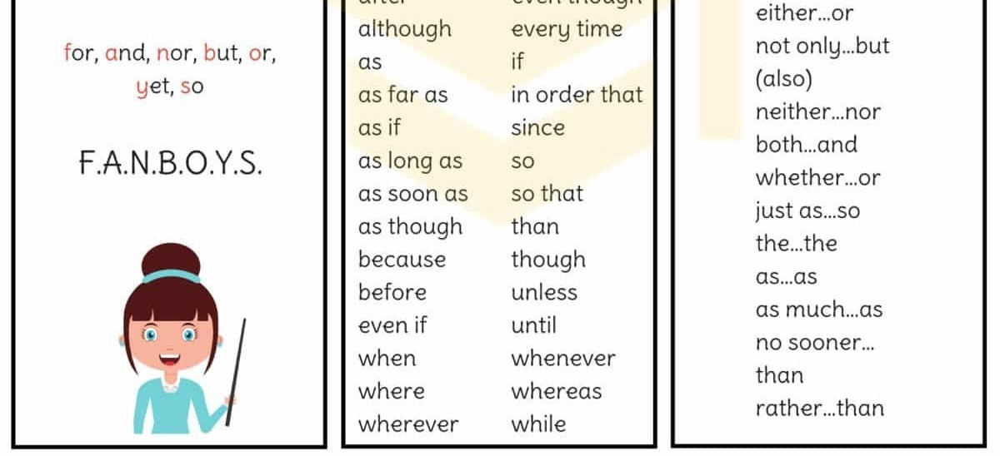 for, and, nor, but, or,
yet, so
F.A.N.B.O.Y.S.
after
although
as
as far as
as if
as long as
as soon as
as though
because
before
even if
when
where
wherever
even though
every time
if
in order that
since
so
so that
than
though
unless
until
whenever
whereas
while
either...or
not only...but
(also)
neither...nor
both...and
whether...or
just as...so
the...the
as...as
as much...as
no sooner...
than
rather...than